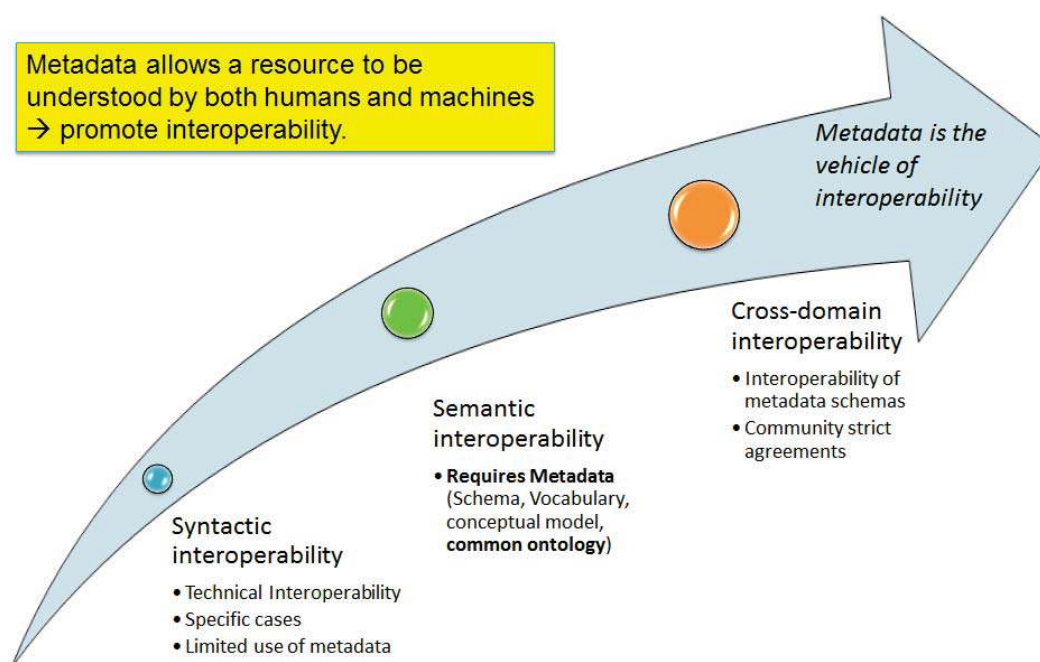 Metadata allows a resource to be
understood by both humans and machines
→ promote interoperability.
Metadata is the
vehicle of
interoperability
Cross-domain
interoperability
• Interoperability of
metadata schemas
• Community strict
agreements
Semantic
interoperability
• Requires Metadata
(Schema, Vocabulary,
conceptual model,
common ontology)
Syntactic
interoperability
• Technical Interoperability
• Specific cases
• Limited use of metadata